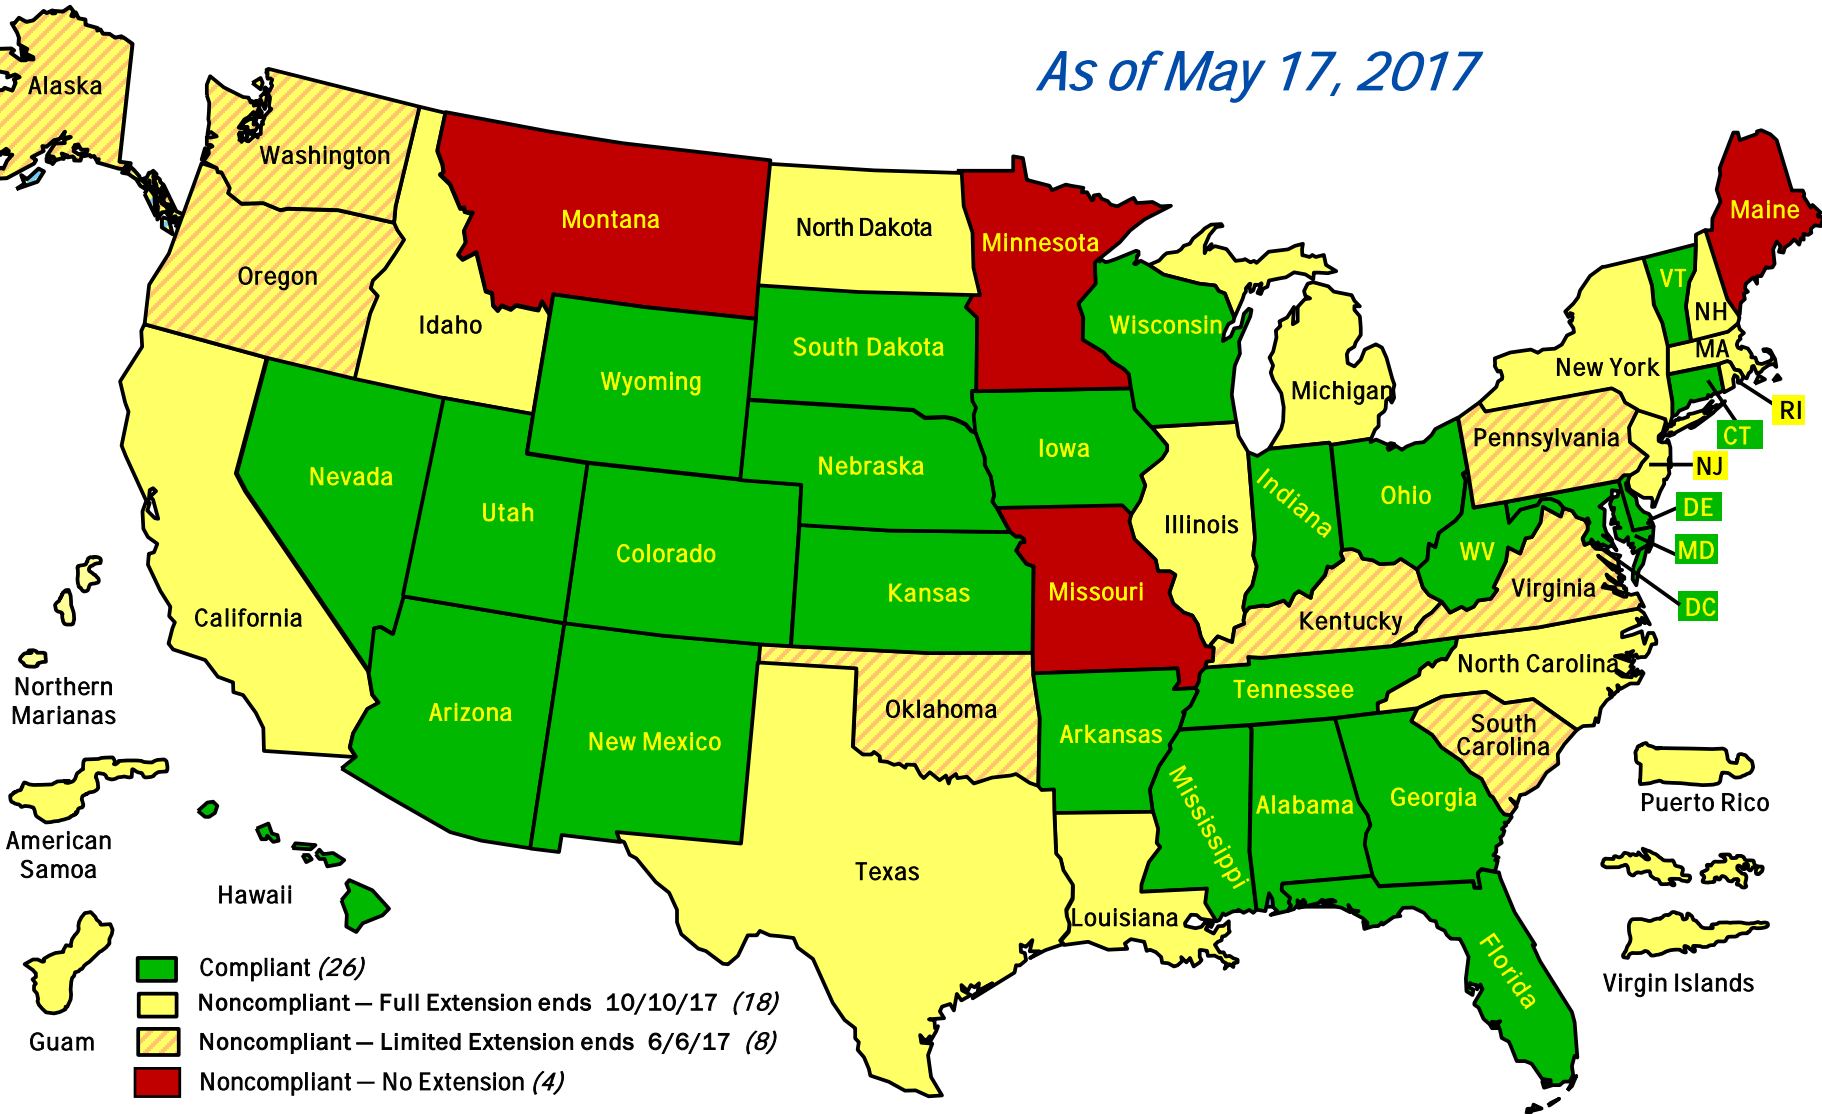 As of May 17, 2017
Alaska
Washington
Montana
North Dakota
Minnesota
Maine
Oregon
Idaho
VT
NH
Wisconsin
South Dakota
MA
New York
Wyoming
Michigan
RI
CT
Pennsylvania
Iowa
Nebraska
NJ
Nevada
Utah
Indiana
Ohio
Illinois
DE
Colorado
WV
MD
Kansas
Missouri
Virginia
DC
California
Kentucky
North Carolina
Northern
Marianas
Tennessee
Arizona
Oklahoma
New Mexico
Arkansas
South
Carolina
Mississippi
Alabama
Georgia
Puerto Rico
American
Samoa
Texas
Hawaii
Louisiana
Florida
Virgin Islands
Guam
Compliant (26)
Noncompliant — Full Extension ends 10/10/17 (18)
Noncompliant — Limited Extension ends 6/6/17 (8)
Noncompliant — No Extension (4)